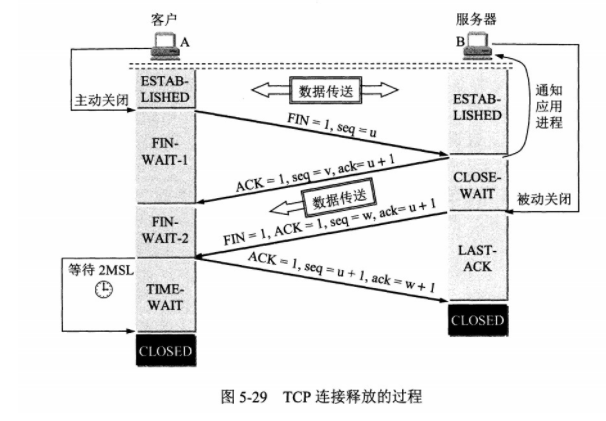 客户
服务器
A
B
主动关闭
ESTAB-
LISHED
数据传送
ESTAB-
LISHED
通知
应用
进程
FIN = 1, seq = u
FIN-
WAIT-1
ACK = 1, seq = v, ack= u + 1
CLOSE-
WAIT
数据传送
被动关闭
FIN = 1, ACK = 1, seq = w, ack= u + 1
FIN-
WAIT-2
LAST-
ACK
ACK = 1, seq = u + 1, ack = w + 1
等待 2MSL
TIME-
WAIT
CLOSED
CLOSED
图 5-29 TCP 连接释放的过程